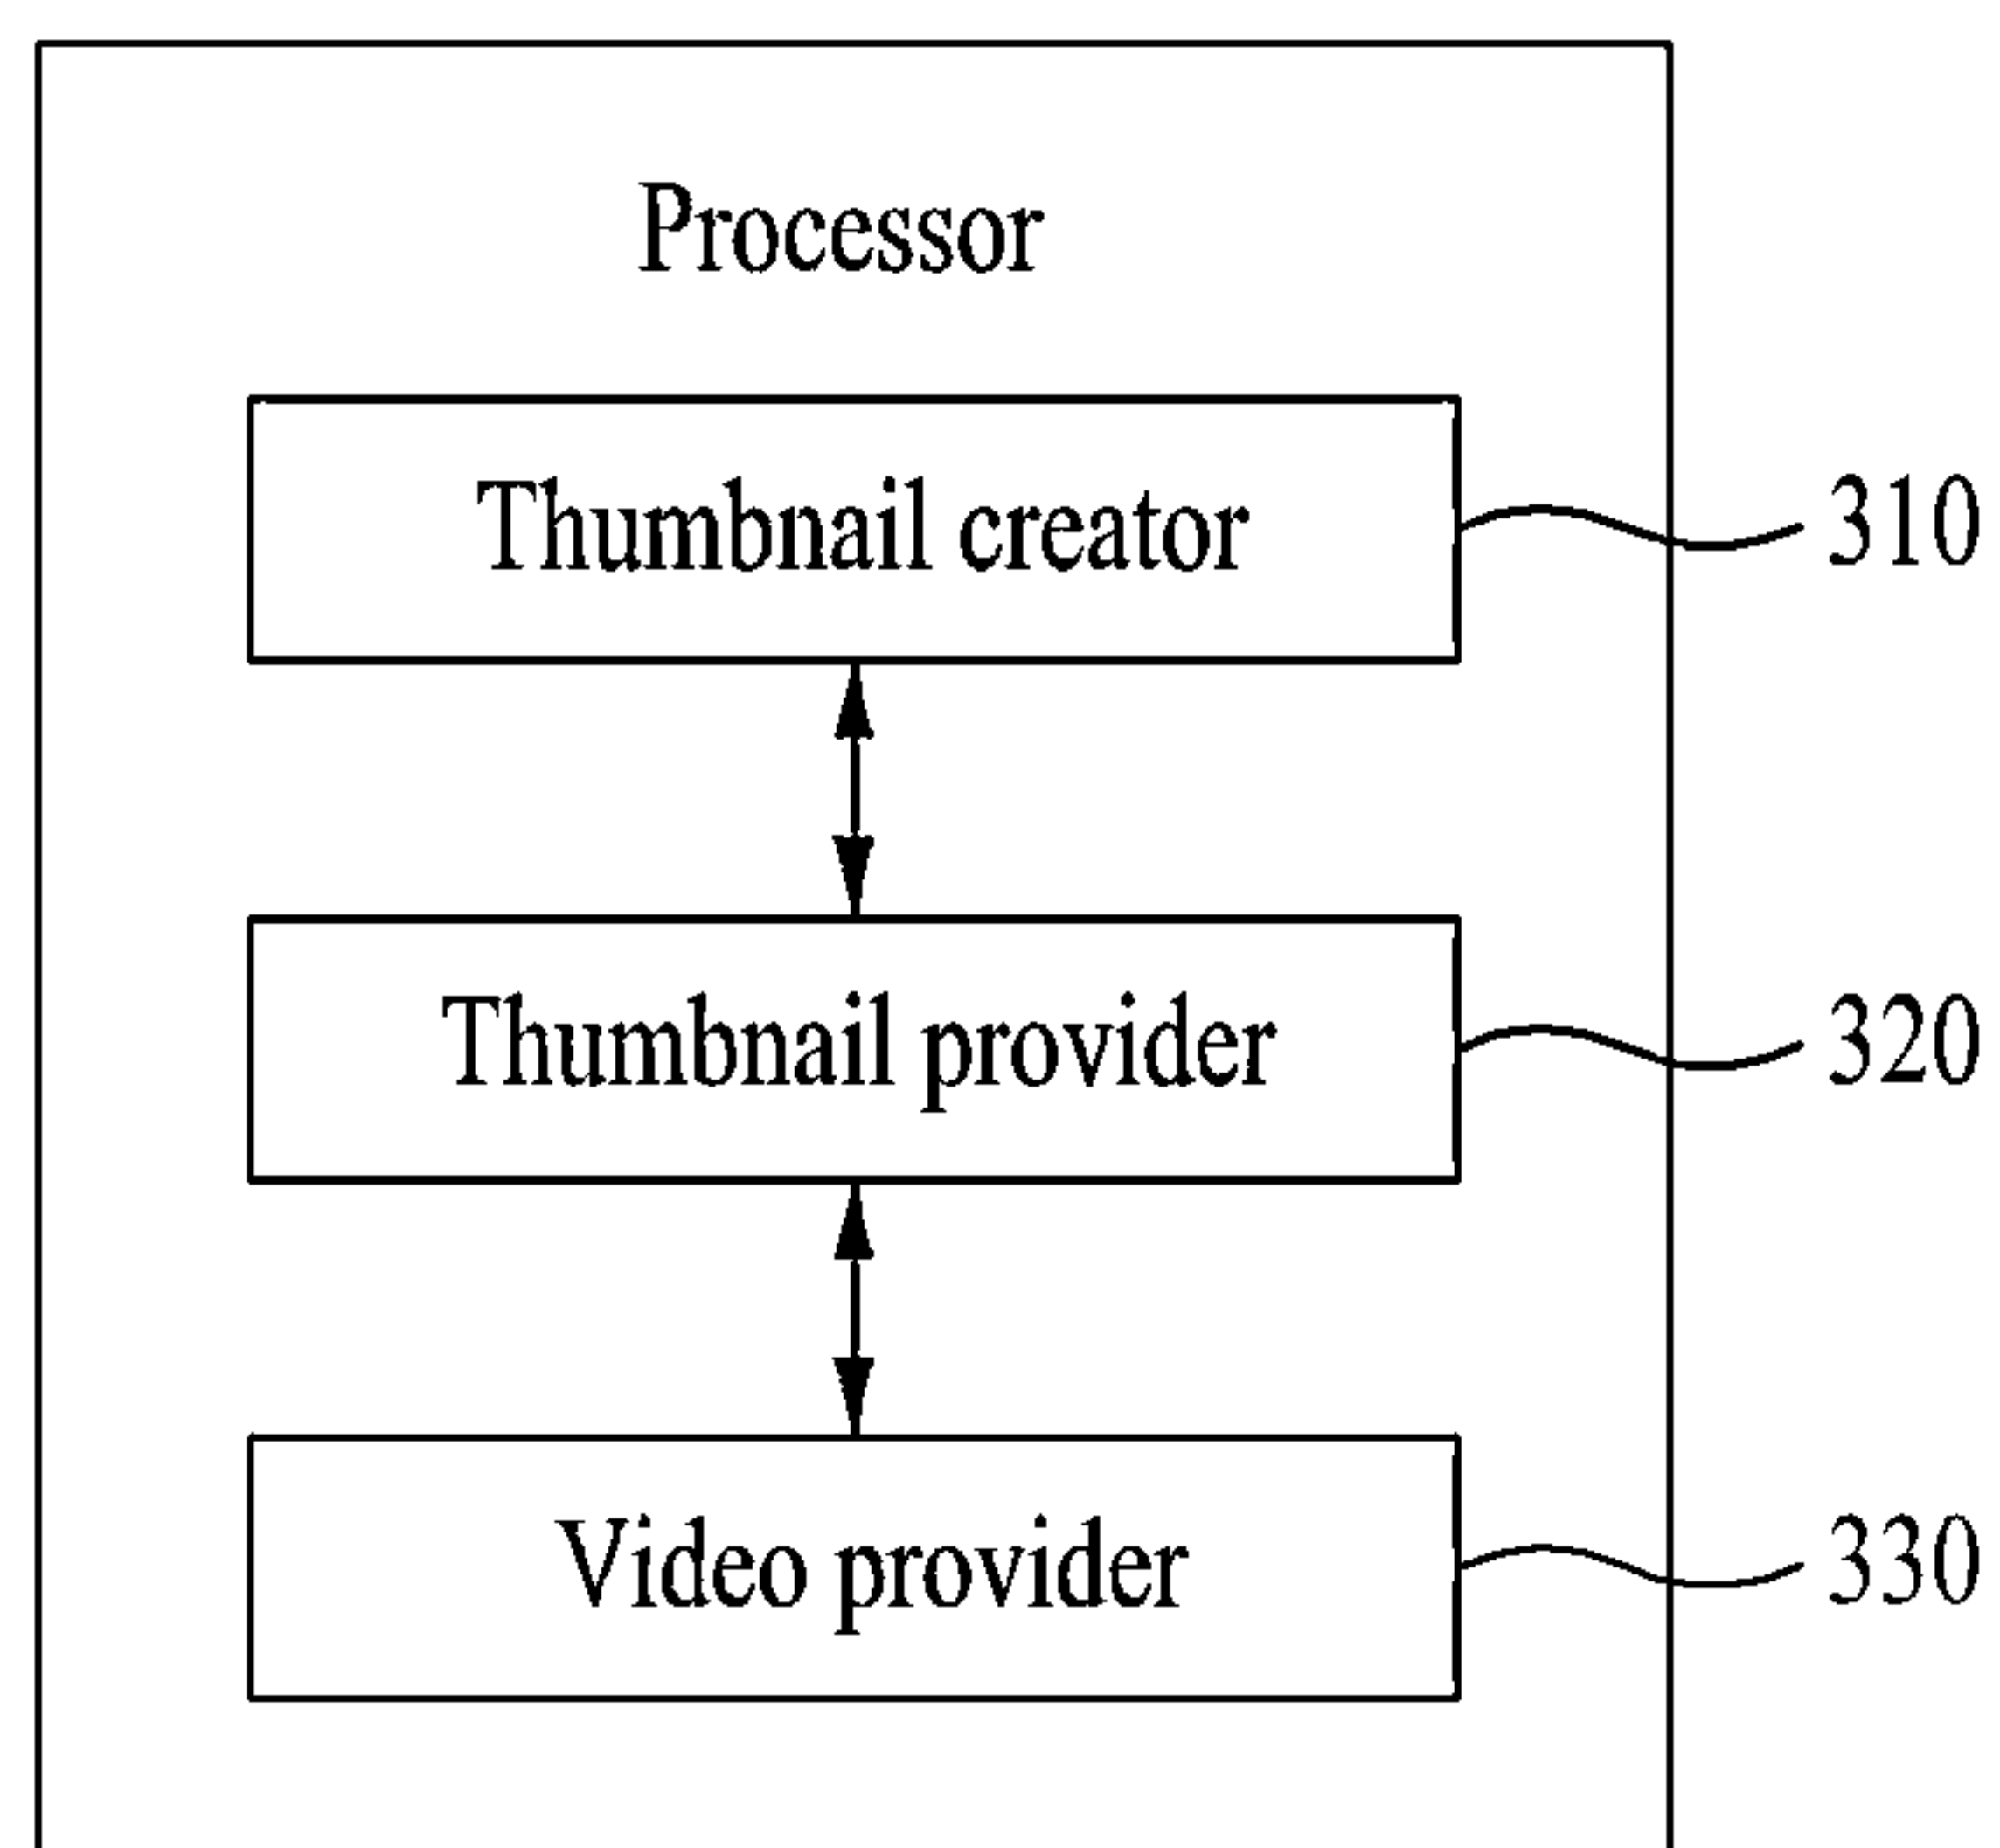 Processor
Thumbnail creator
310
Thumbnail provider
320
Video provider
330